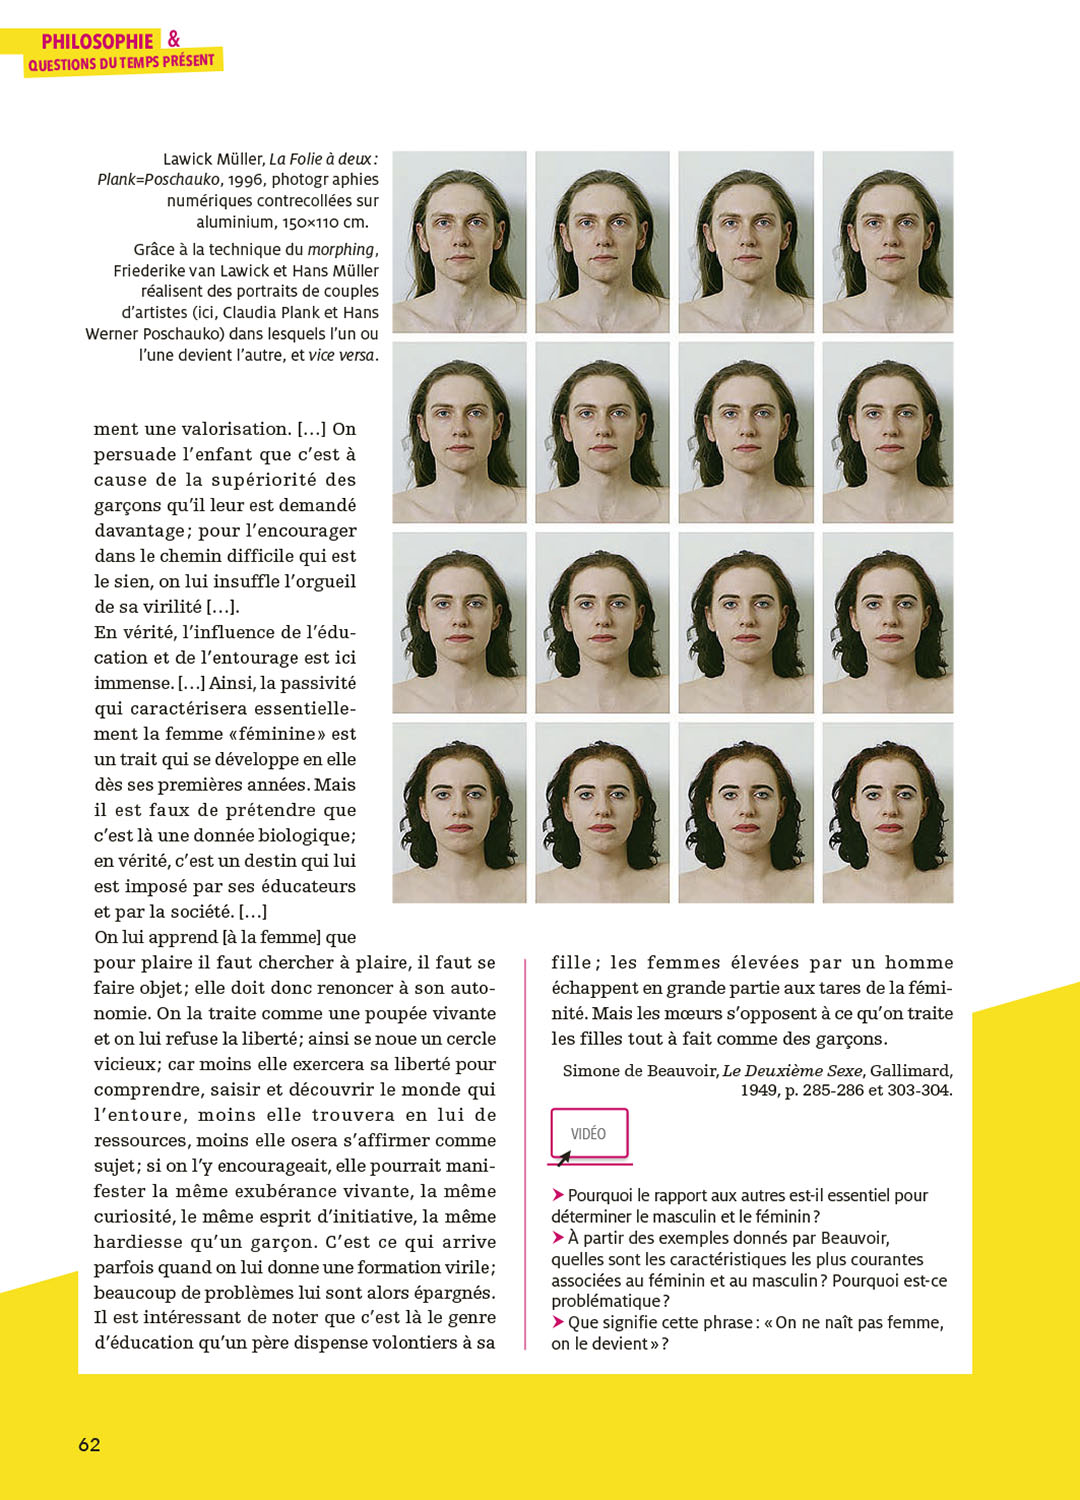 PHILOSOPHIE &
QUESTIONS DU TEMPS PRÉSENT
Lawick Müller, La Folie à deux :
Plank=Poschauko, 1996, photogr aphies
numériques contrecollées sur
aluminium, 150×110 cm.
Grâce à la technique du morphing,
Friederike van Lawick et Hans Müller
réalisent des portraits de couples
d’artistes (ici, Claudia Plank et Hans
Werner Poschauko) dans lesquels l’un ou
l’une devient l’autre, et vice versa.
ment une valorisation. […] On
persuade l’enfant que c’est à
cause de la supériorité des
garçons qu’il leur est demandé
davantage ; pour l’encourager
dans le chemin difficile qui est
le sien, on lui insuffle l’orgueil
de sa virilité […].
En vérité, l’influence de l’édu-
cation et de l’entourage est ici
immense. […] Ainsi, la passivité
qui caractérisera essentielle-
ment la femme « féminine » est
un trait qui se développe en elle
dès ses premières années. Mais
il est faux de prétendre que
c’est là une donnée biologique ;
en vérité, c’est un destin qui lui
est imposé par ses éducateurs
et par la société. […]
On lui apprend [à la femme] que
pour plaire il faut chercher à plaire, il faut se
faire objet ; elle doit donc renoncer à son auto-
nomie. On la traite comme une poupée vivante
et on lui refuse la liberté ; ainsi se noue un cercle
vicieux ; car moins elle exercera sa liberté pour
comprendre, saisir et découvrir le monde qui
l’entoure, moins elle trouvera en lui de
ressources, moins elle osera s’affirmer comme
sujet ; si on l’y encourageait, elle pourrait mani-
fester la même exubérance vivante, la même
curiosité, le même esprit d’initiative, la même
hardiesse qu’un garçon. C’est ce qui arrive
parfois quand on lui donne une formation virile ;
beaucoup de problèmes lui sont alors épargnés.
Il est intéressant de noter que c’est là le genre
d’éducation qu’un père dispense volontiers à sa
fille ; les femmes élevées par un homme
échappent en grande partie aux tares de la fémi-
nité. Mais les mœurs s’opposent à ce qu’on traite
les filles tout à fait comme des garçons.
Simone de Beauvoir, Le Deuxième Sexe, Gallimard,
1949, p. 285-286 et 303-304.
VIDÉO
➤ Pourquoi le rapport aux autres est-il essentiel pour
déterminer le masculin et le féminin ?
➤ À partir des exemples donnés par Beauvoir,
quelles sont les caractéristiques les plus courantes
associées au féminin et au masculin ? Pourquoi est-ce
problématique ?
➤ Que signifie cette phrase : « On ne naît pas femme,
on le devient » ?
62